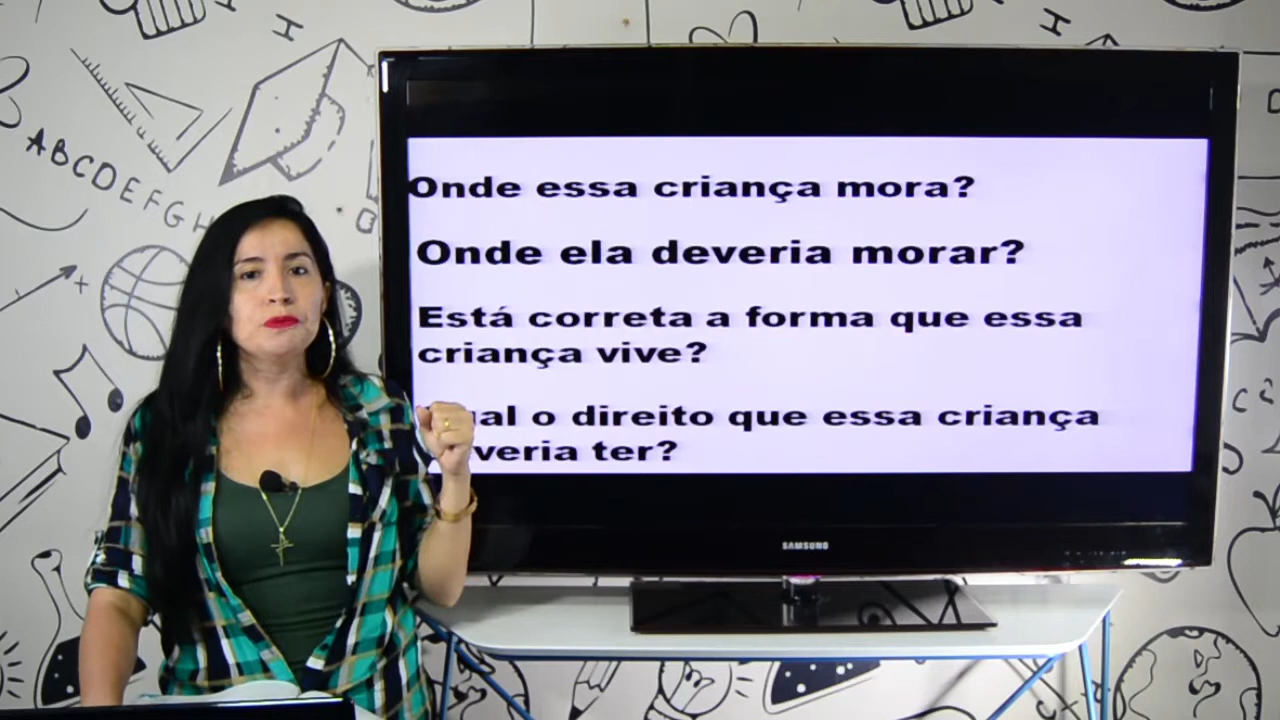 ABCDEFGH
Onde essa criança mora?
Onde ela deveria morar?
Está correta a forma que essa
criança vive?
o direito que essa criança
ter?
SAMSUNG